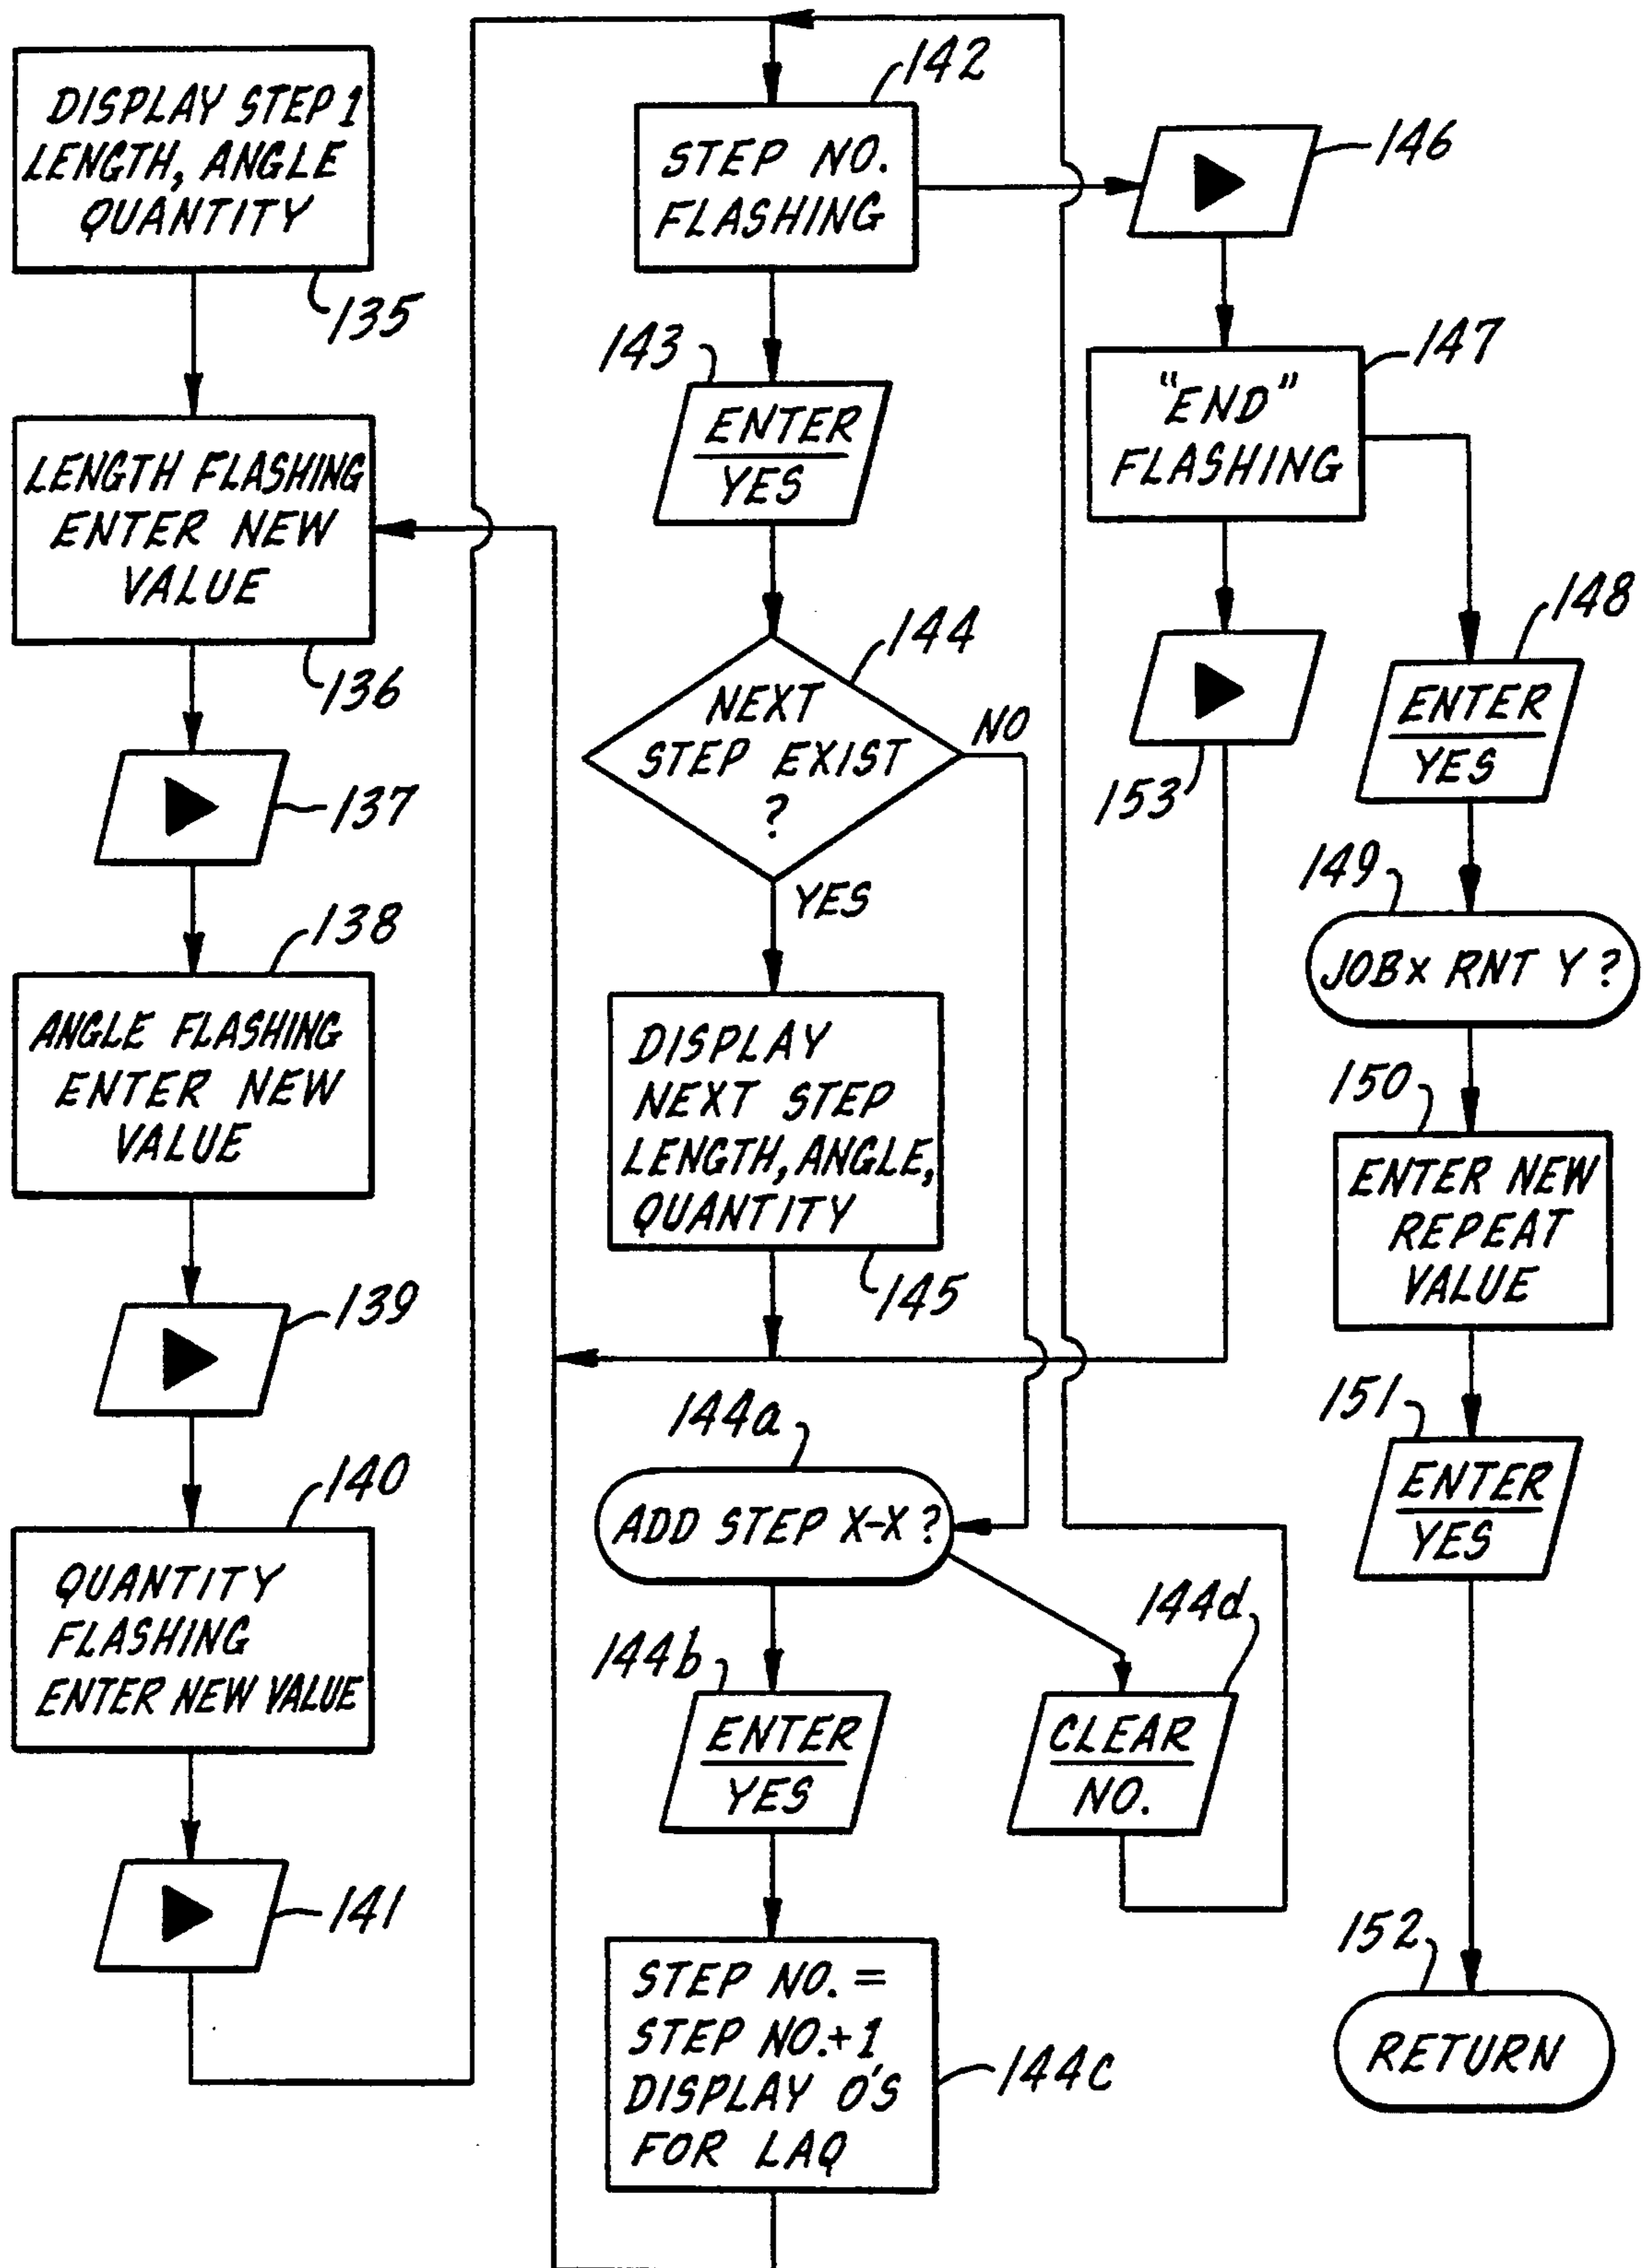 DISPLAY STEP 1
LENGTH, ANGLE
QUANTITY
135
LENGTH FLASHING
ENTER NEW
VALUE
136
▶
137
138
ANGLE FLASHING
ENTER NEW
VALUE
▶
139
140
QUANTITY
FLASHING
ENTER NEW VALUE
▶
141
142
STEP NO.
FLASHING
143
ENTER
YES
144
NEXT
STEP EXIST
?
NO
YES
DISPLAY
NEXT STEP
LENGTH, ANGLE,
QUANTITY
145
144a
ADD STEP X-X ?
144b
ENTER
YES
144d
CLEAR
NO.
STEP NO. =
STEP NO.+1
DISPLAY O'S
FOR LAQ
144c
▶
146
147
"END"
FLASHING
▶
153
148
ENTER
YES
149
JOBx RNT Y ?
150
ENTER NEW
REPEAT
VALUE
151
ENTER
YES
152
RETURN